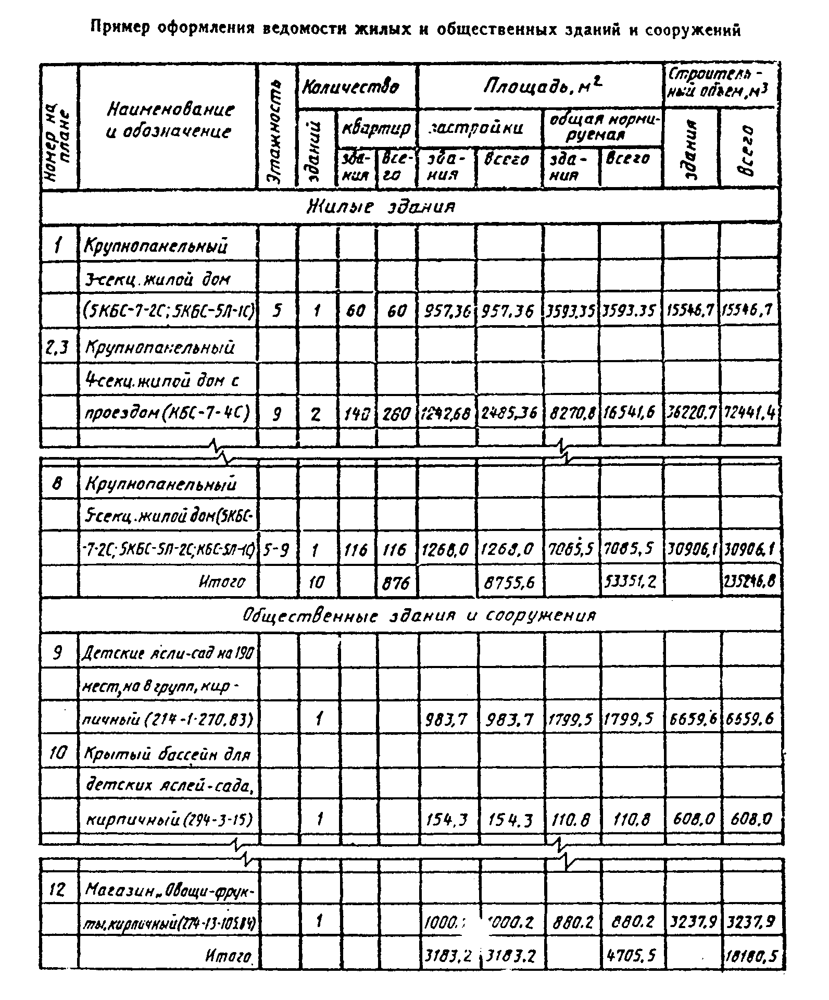 Пример оформления ведомости жилых и общественных зданий и сооружений
Номер на плане
Наименование и обозначение
Этажность
Количество
Площадь, м²
Строитель-
ный объем, м³
зданий
квартир
застройки
общая норми-
руемая
здания
всего
зда-
ния
все-
го
зда-
ния
всего
зда-
ния
всего
Жилые здания
1 Крупнопанельный
3-секц. жилой дом
(5КБС-7-2С; 5КБС-5Л-1С) 5 1 60 60 957,36 957,36 3593,35 3593.35 15546,7 15546,7
2,3 Крупнопанельный
4-секц. жилой дом с
проездом (КБС-7-4С) 9 2 140 280 1242,68 2485,36 8270,8 16541,6 36220,7 72441,4
8 Крупнопанельный
5-секц. жилой дом (5КБС-
-7-2С; 5КБС-5Л-2С; КБС-5Л-1С) 5-9 1 116 116 1268,0 1268,0 7085,5 7085,5 30906,1 30906,1
Итого 10 876 8755,6 53351,2 235246,8
Общественные здания и сооружения
9 Детские ясли-сад на 190
мест, на 8 групп, кир-
пичный (214-1-270.83) 1 983,7 983,7 1799,5 1799,5 6659,6 6659,6
10 Крытый бассейн для
детских яслей-сада,
кирпичный (294-3-15) 1 154,3 154.3 110.8 110,8 608,0 608,0
12 Магазин „Овощи-фрук-
ты, кирпичный (274-13-105.84) 1 880.2 880.2 3237,9 3237,9
Итого 3183,2 3183.2 4705,5 18180,5